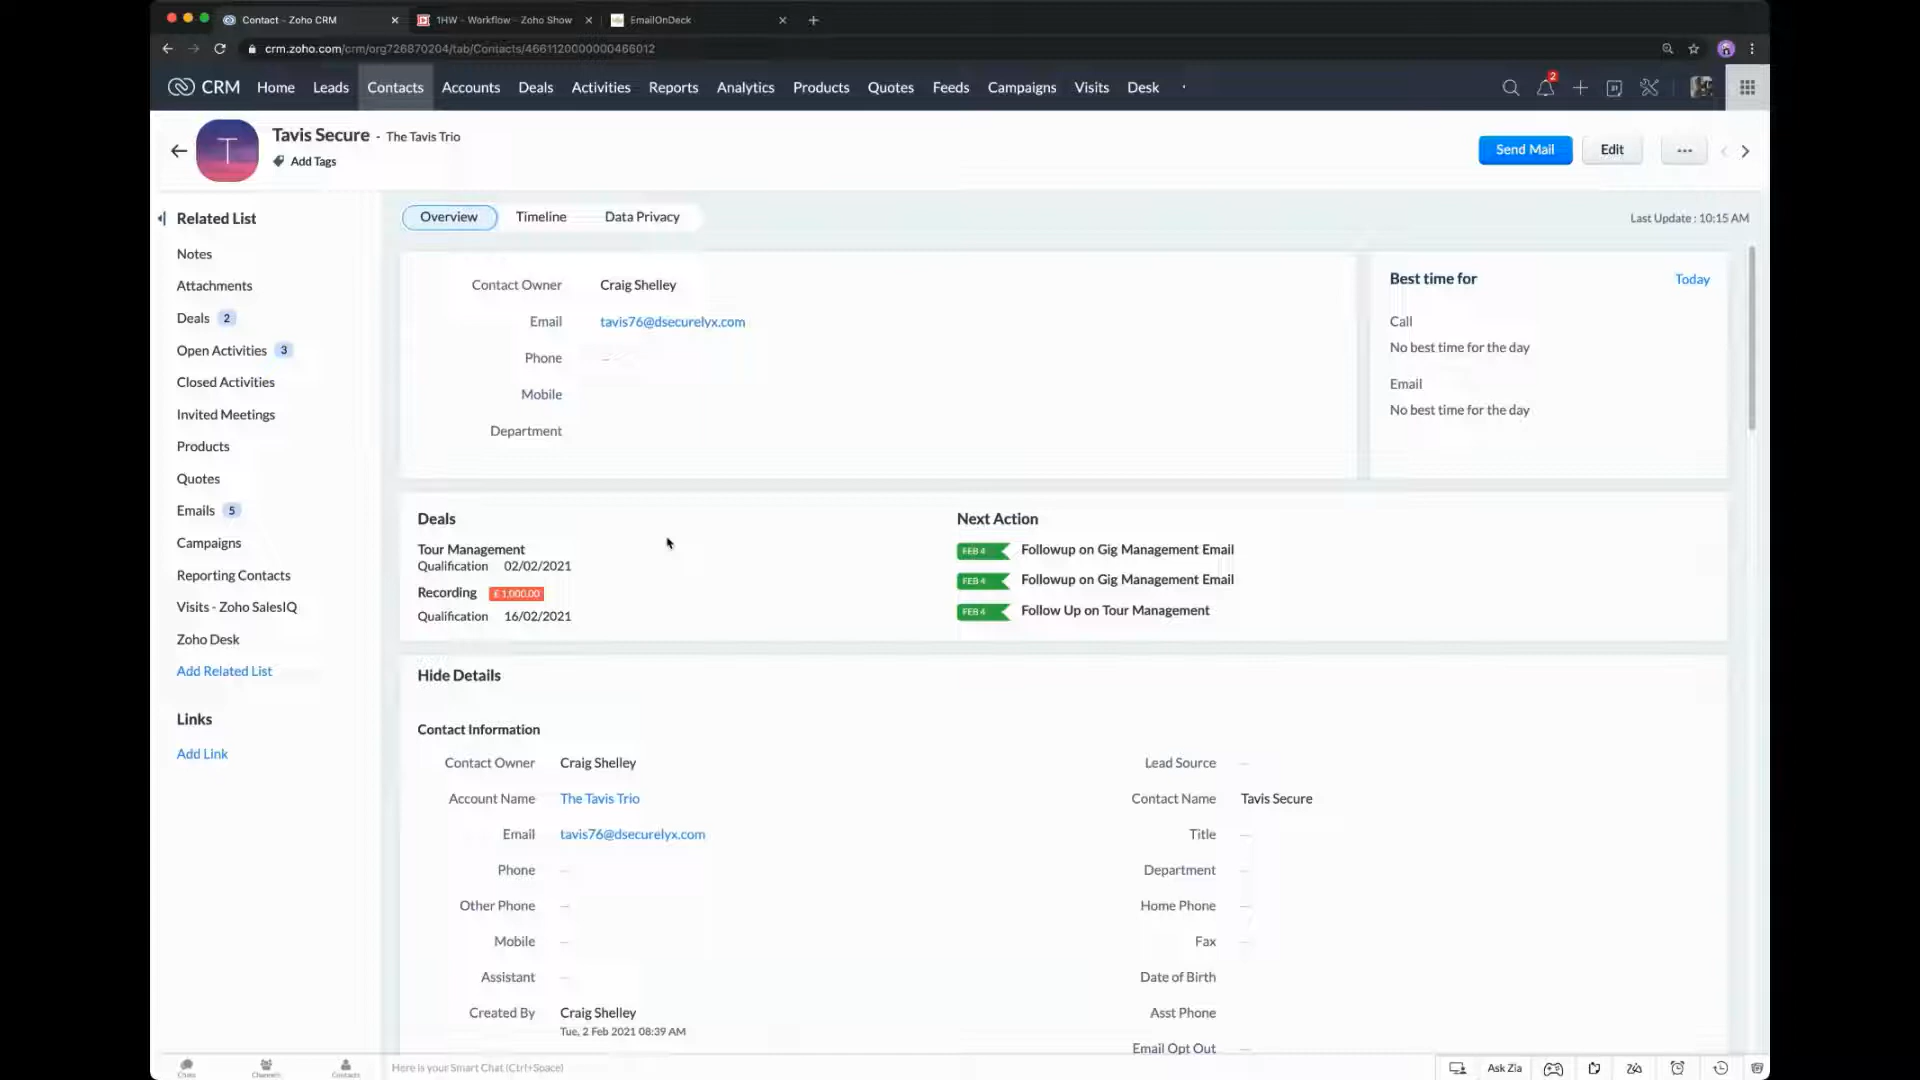 Contact - Zoho CRM
1HW - Workflow - Zoho Show
EmailOnDeck
crm.zoho.com/crm/org726870204/tab/Contacts/4661120000000466012
CRM Home Leads Contacts Accounts Deals Activities Reports Analytics Products Quotes Feeds Campaigns Visits Desk
2
T
Tavis Secure - The Tavis Trio
Add Tags
Send Mail
Edit
Related List
Notes
Attachments
Deals 2
Open Activities 3
Closed Activities
Invited Meetings
Products
Quotes
Emails 5
Campaigns
Reporting Contacts
Visits - Zoho SalesIQ
Zoho Desk
Add Related List
Links
Add Link
Overview Timeline Data Privacy
Last Update : 10:15 AM
Contact Owner Craig Shelley
Email tavis76@dsecurelyx.com
Phone —
Mobile
Department
Best time for Today
Call
No best time for the day
Email
No best time for the day
Deals
Tour Management
Qualification 02/02/2021
Recording € 1,000.00
Qualification 16/02/2021
Next Action
FEB 4 Followup on Gig Management Email
FEB 4 Followup on Gig Management Email
FEB 4 Follow Up on Tour Management
Hide Details
Contact Information
Contact Owner Craig Shelley
Account Name The Tavis Trio
Email tavis76@dsecurelyx.com
Phone —
Other Phone —
Mobile —
Assistant —
Created By Craig Shelley
Tue, 2 Feb 2021 08:39 AM
Lead Source —
Contact Name Tavis Secure
Title —
Department —
Home Phone —
Fax —
Date of Birth
Asst Phone
Email Opt Out —
Chats
Channels
Contacts
Here is your Smart Chat (Ctrl+Space)
Ask Zia